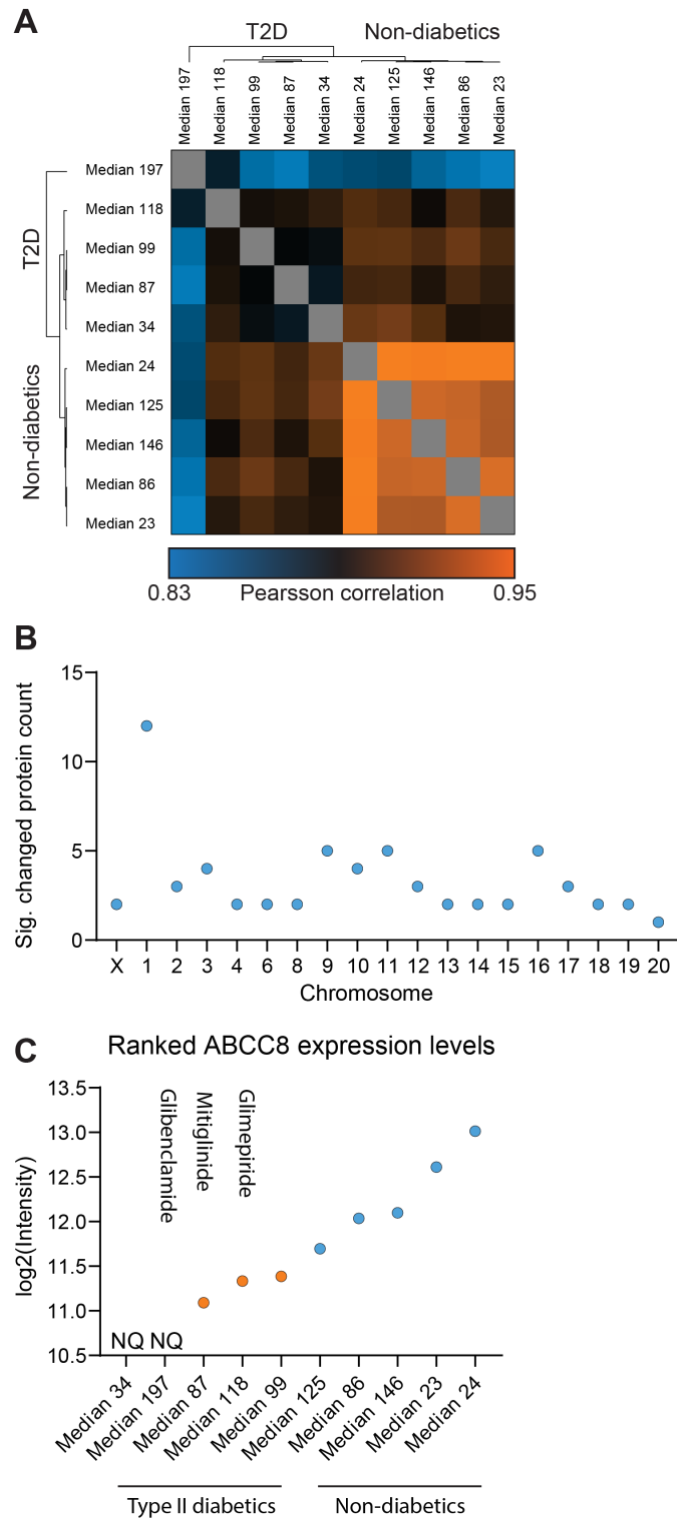 A
T2D Non-diabetics
Median 197 Median 118 Median 99 Median 87 Median 34 Median 24 Median 125 Median 146 Median 86 Median 23
T2D
Non-diabetics
Median 197
Median 118
Median 99
Median 87
Median 34
Median 24
Median 125
Median 146
Median 86
Median 23
0.83 Pearsson correlation 0.95
B
Sig. changed protein count
15
10
5
0
X 1 2 3 4 6 8 9 10 11 12 13 14 15 16 17 18 19 20
Chromosome
C Ranked ABCC8 expression levels
log2(Intensity)
13.5
13.0
12.5
12.0
11.5
11.0
10.5
Glibenclamide
Mitiglinide
Glimepiride
NQ NQ
Median 34 Median 197 Median 87 Median 118 Median 99 Median 125 Median 86 Median 146 Median 23 Median 24
Type II diabetics Non-diabetics